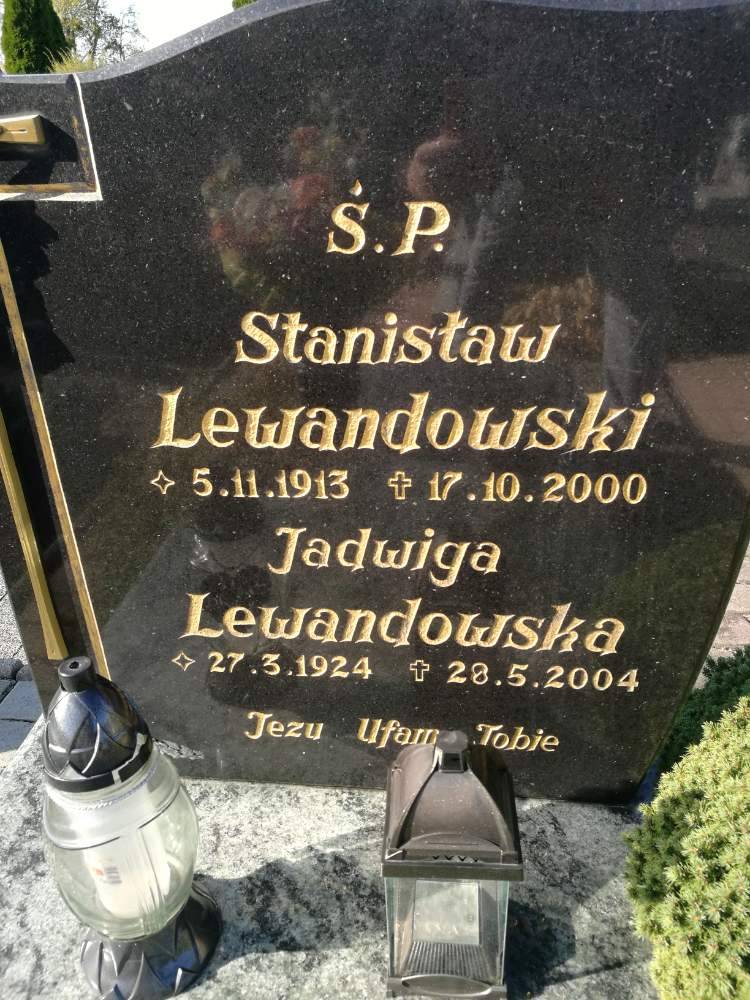 Ś.P.
Stanisław
Lewandowski
✧ 5.11.1913 ✝ 17.10.2000
Jadwiga
Lewandowska
✧ 27.3.1924 ✝ 28.5.2004
Jezu Ufam Tobie